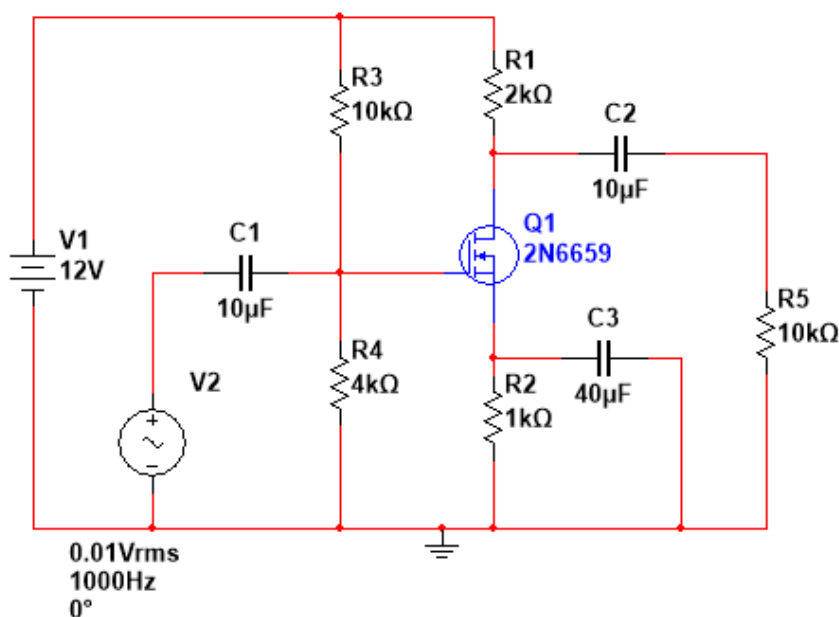 R3
10kΩ
R1
2kΩ
C2
10µF
V1
12V
C1
10µF
Q1
2N6659
R5
10kΩ
V2
R4
4kΩ
C3
40µF
R2
1kΩ
0.01Vrms
1000Hz
0°